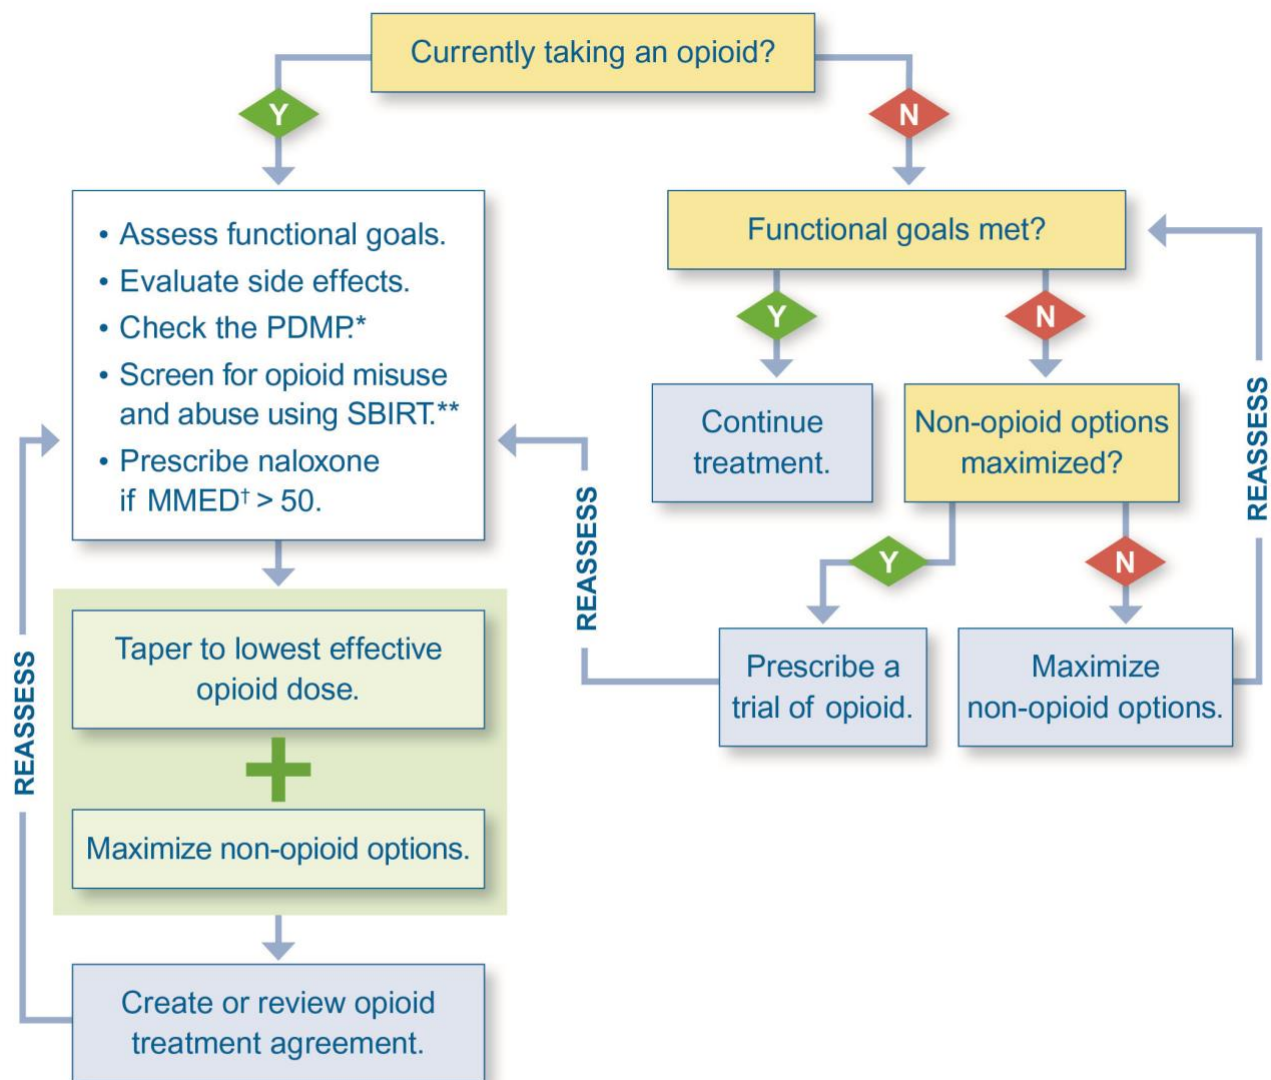 Currently taking an opioid?
Y
N
• Assess functional goals.
• Evaluate side effects.
• Check the PDMP.*
• Screen for opioid misuse
and abuse using SBIRT.**
• Prescribe naloxone
if MMED† > 50.
Functional goals met?
Y
N
Continue
treatment.
Non-opioid options
maximized?
Y
N
Prescribe a
trial of opioid.
Maximize
non-opioid options.
REASSESS
REASSESS
Taper to lowest effective
opioid dose.
+
Maximize non-opioid options.
Create or review opioid
treatment agreement.
REASSESS